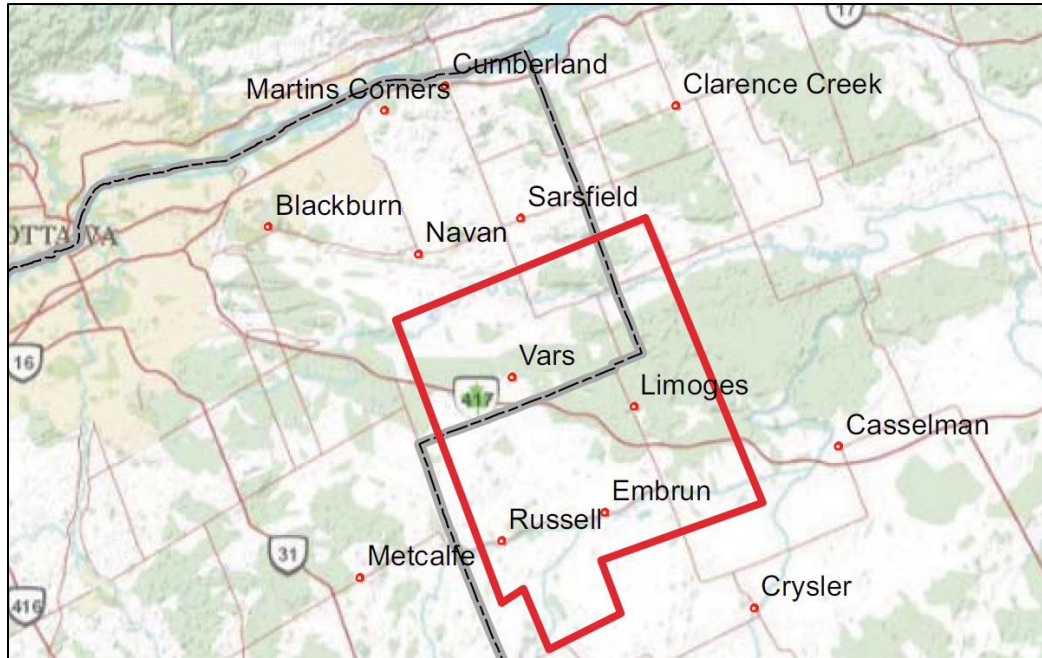 17
Cumberland
Martins Corners
Clarence Creek
Sarsfield
Blackburn
OTTAWA
Navan
16
Vars
417
Limoges
Casselman
Embrun
Russell
31
Metcalfe
416
Crysler